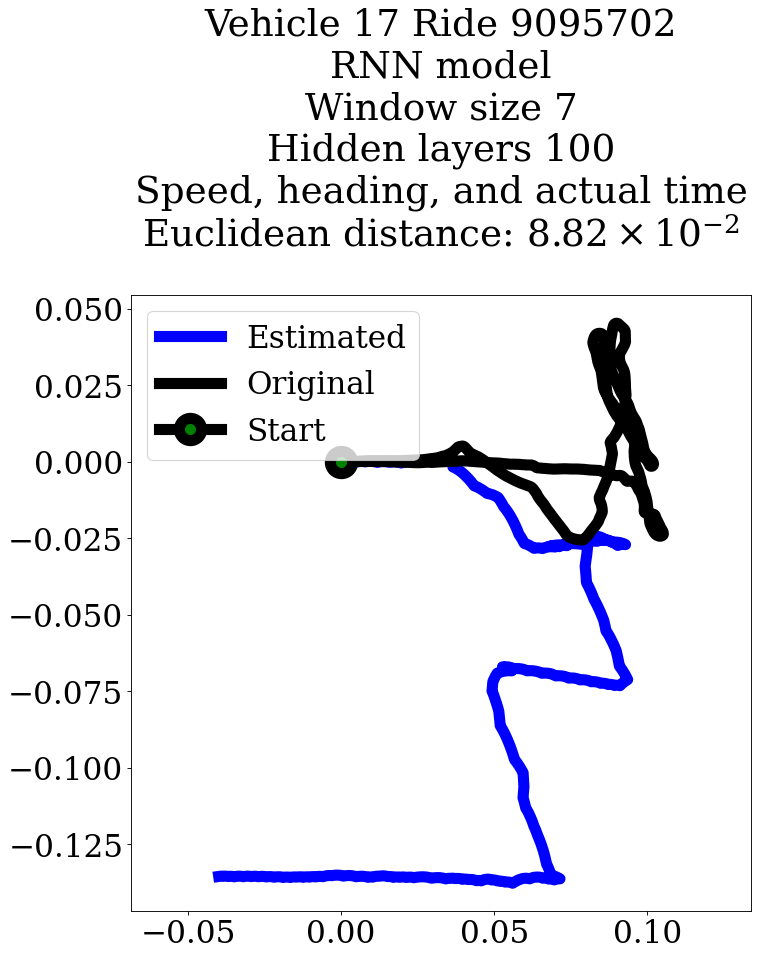 Vehicle 17 Ride 9095702
RNN model
Window size 7
Hidden layers 100
Speed, heading, and actual time
Euclidean distance: 8.82 × 10⁻²
0.050
0.025
0.000
−0.025
−0.050
−0.075
−0.100
−0.125
Estimated
Original
Start
−0.05 0.00 0.05 0.10